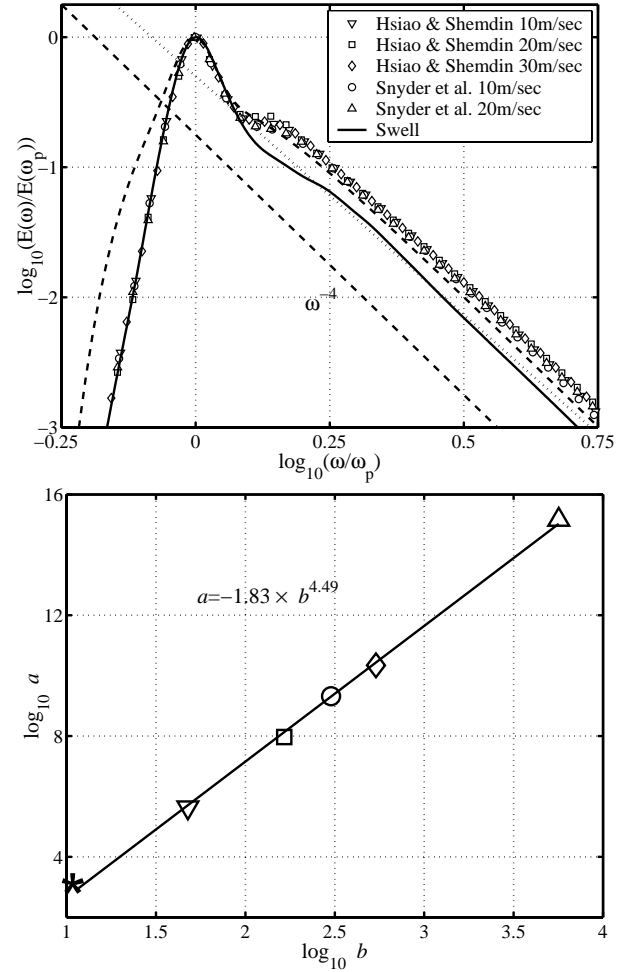 0
−1
−2
−3
log10(E(ω)/E(ωp))
Hsiao & Shemdin 10m/sec
Hsiao & Shemdin 20m/sec
Hsiao & Shemdin 30m/sec
Snyder et al. 10m/sec
Snyder et al. 20m/sec
Swell
ω−4
−0.25 0 0.25 0.5 0.75
log10(ω/ωp)
16
12
8
4
log10 a
a=−1.83 × b4.49
1 1.5 2 2.5 3 3.5 4
log10 b